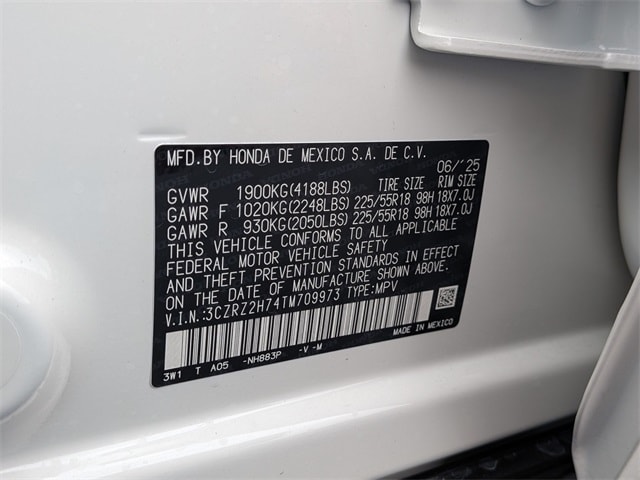 MFD.BY HONDA DE MEXICO S.A. DE C.V.
06/'25
TIRE SIZE RIM SIZE
GVWR 1900KG(4188LBS)
GAWR F 1020KG(2248LBS) 225/55R18 98H 18X7.0J
GAWR R 930KG(2050LBS) 225/55R18 98H 18X7.0J
THIS VEHICLE CONFORMS TO ALL APPLICABLE
FEDERAL MOTOR VEHICLE SAFETY
AND THEFT PREVENTION STANDARDS IN EFFECT
ON THE DATE OF MANUFACTURE SHOWN ABOVE.
V.I.N.:3CZRZ2H74TM709973 TYPE:MPV
MADE IN MEXICO
3W1 T A05 -NH883P -V -M